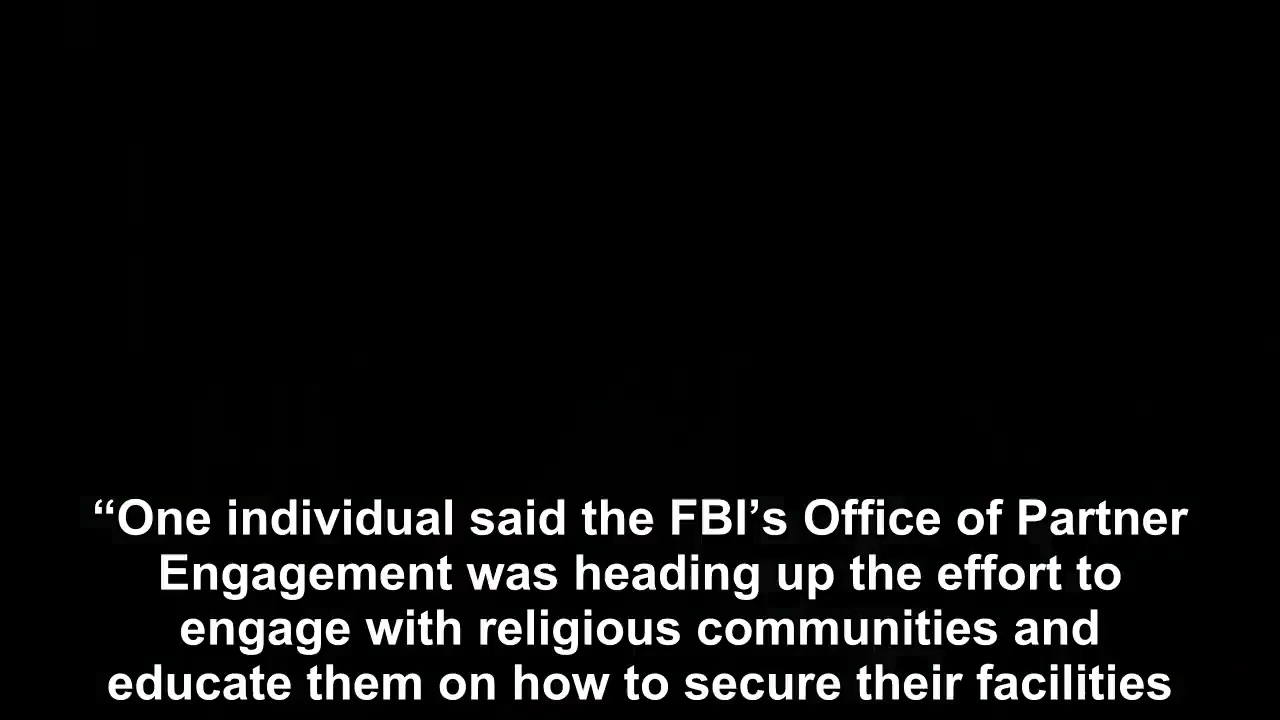 “One individual said the FBI’s Office of Partner
Engagement was heading up the effort to
engage with religious communities and
educate them on how to secure their facilities